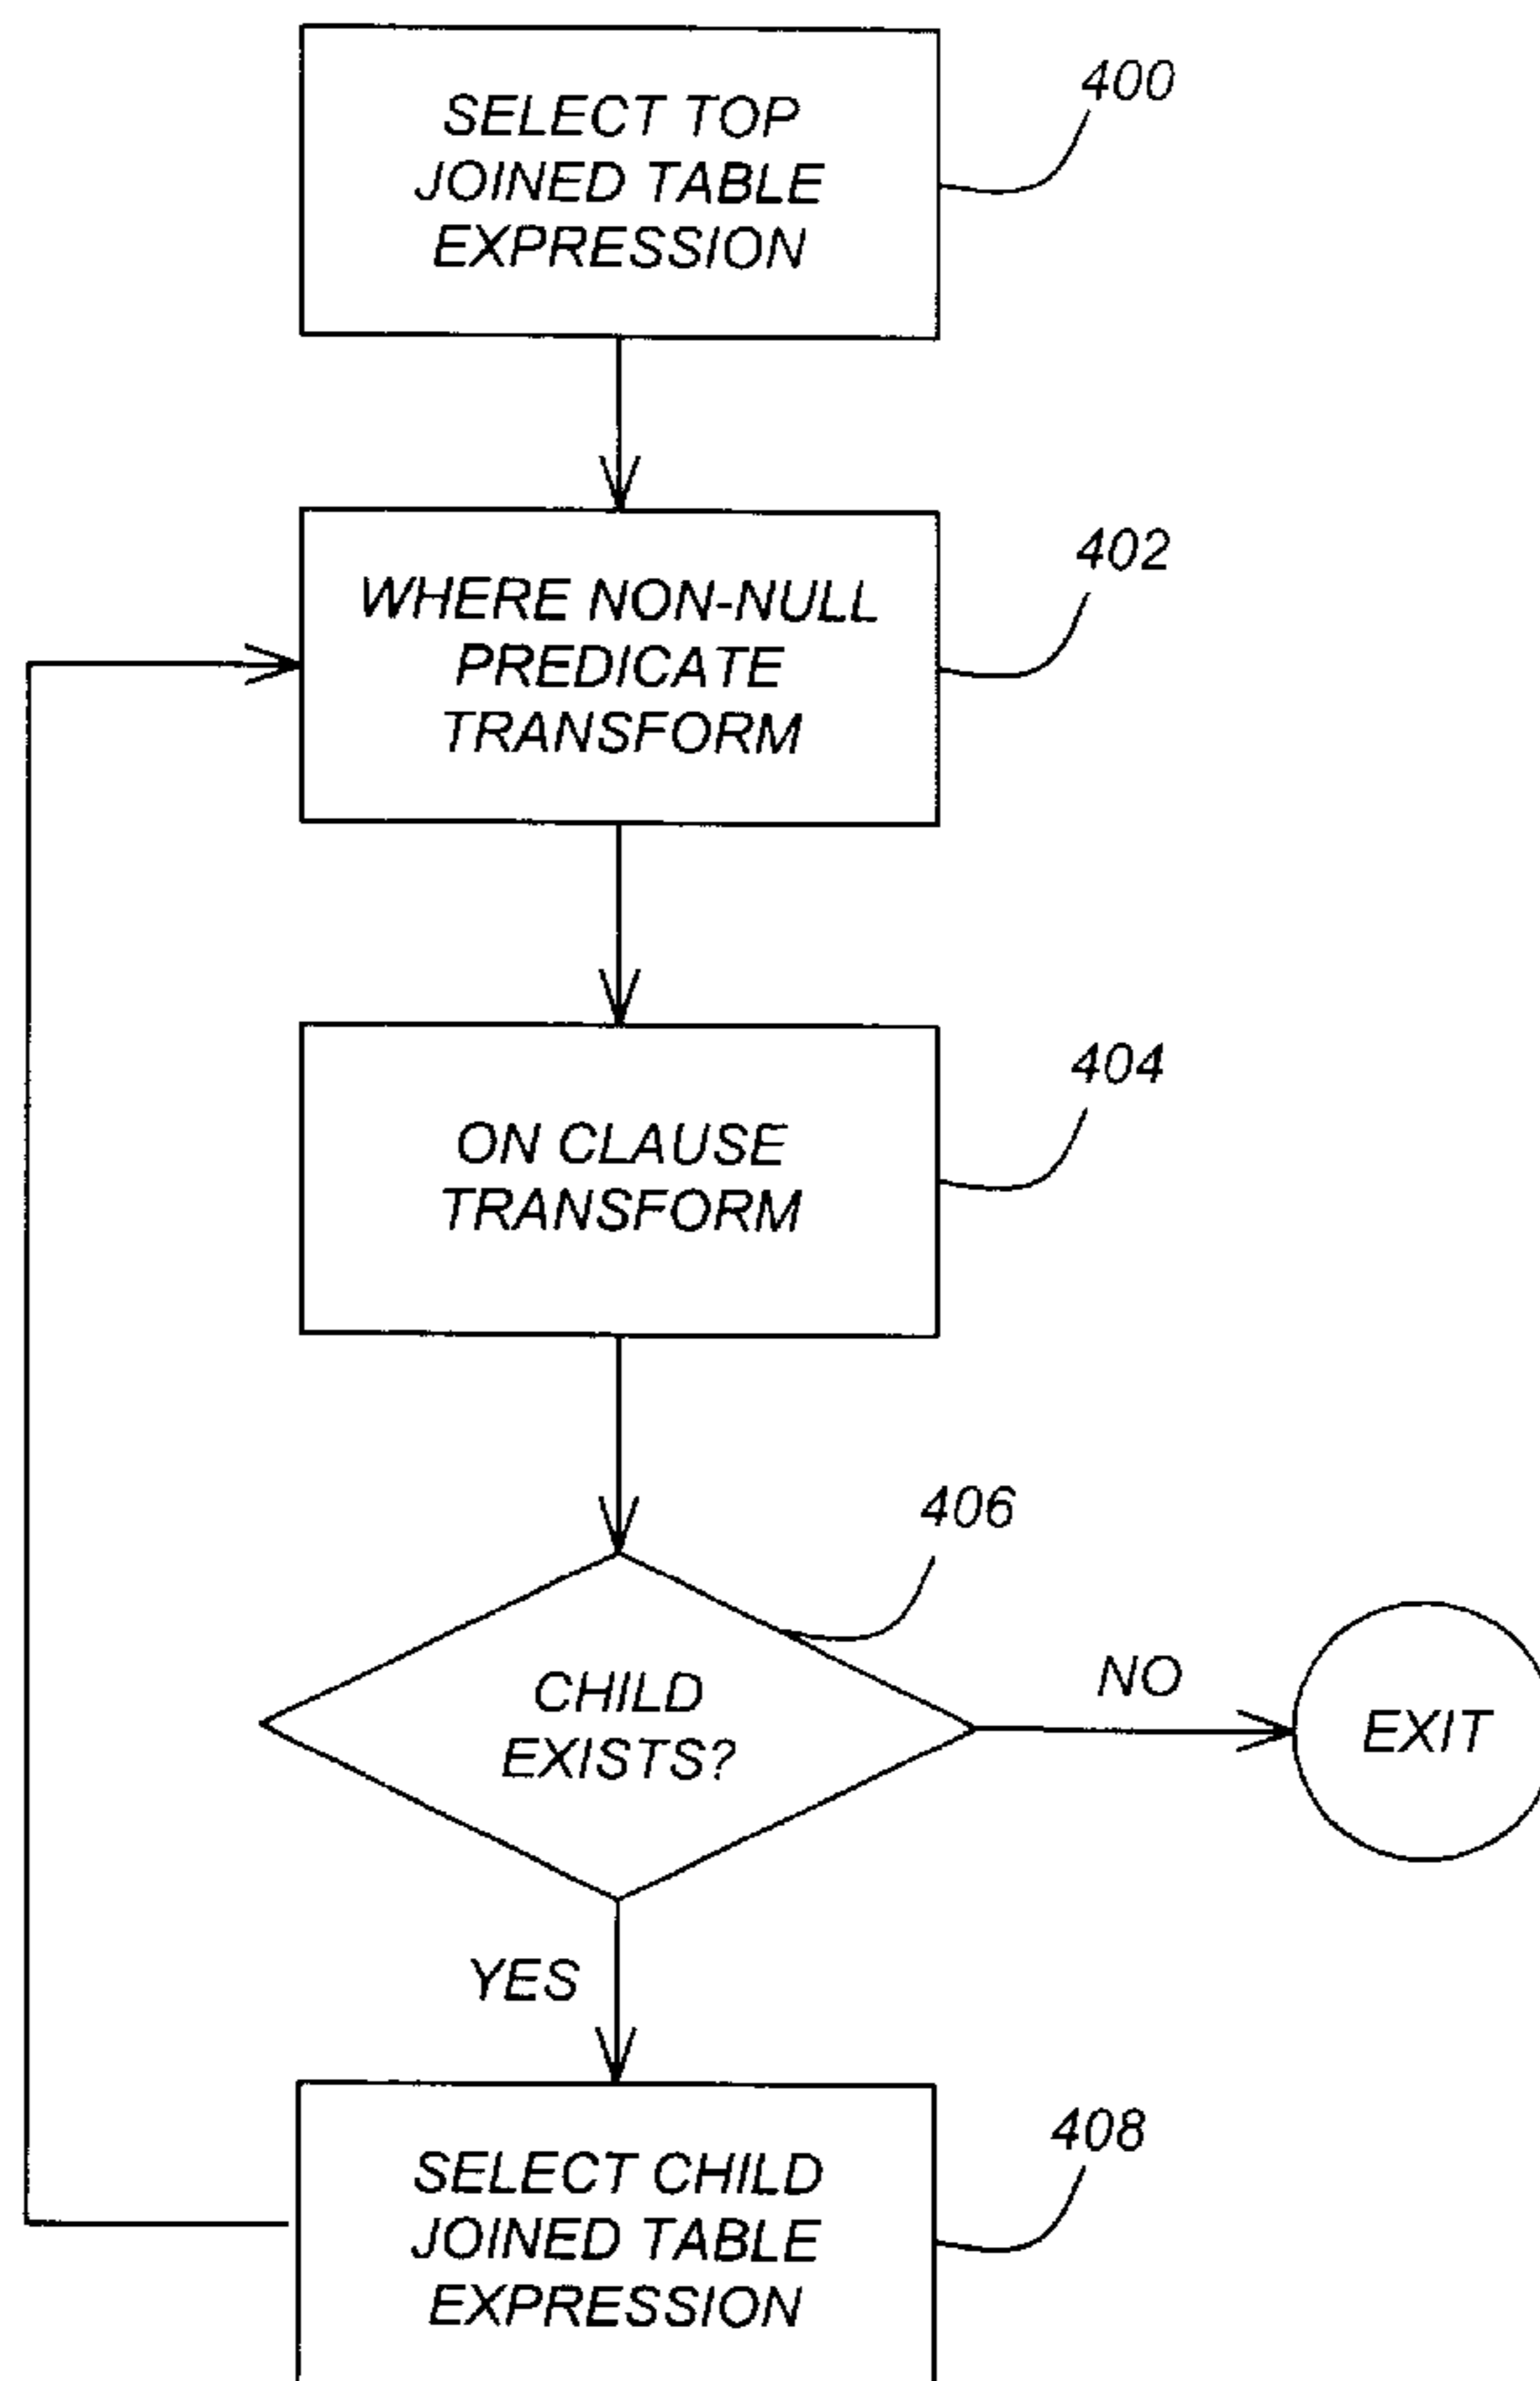 SELECT TOP
JOINED TABLE
EXPRESSION
400
WHERE NON-NULL
PREDICATE
TRANSFORM
402
ON CLAUSE
TRANSFORM
404
406
CHILD
EXISTS?
NO
EXIT
YES
SELECT CHILD
JOINED TABLE
EXPRESSION
408